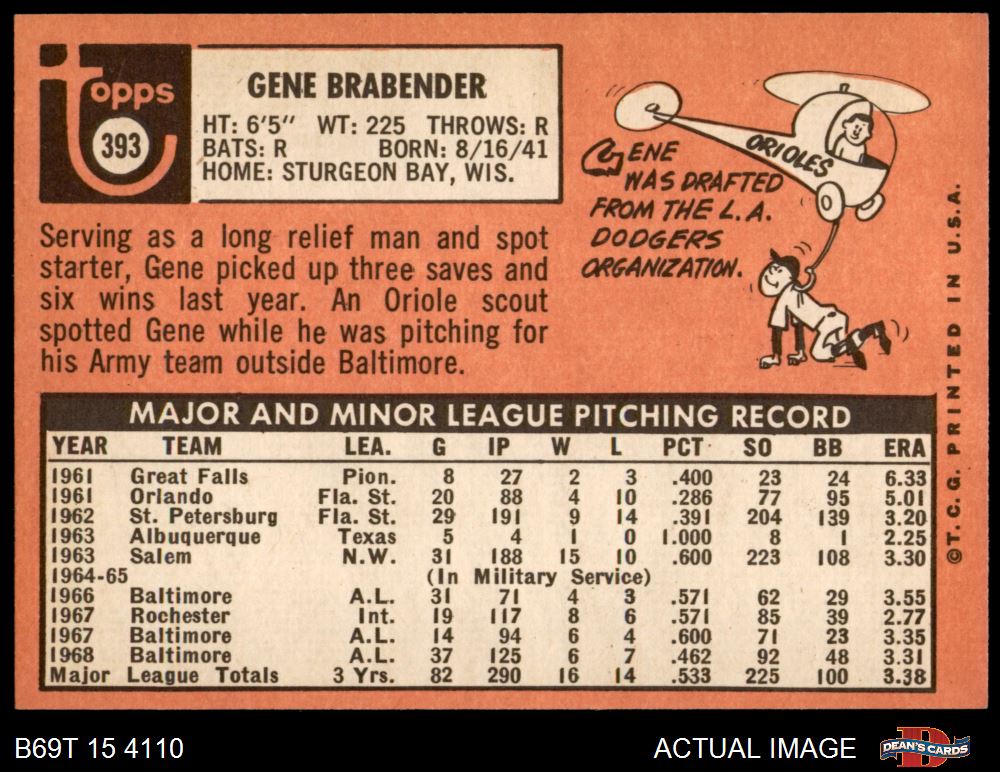 Topps
393
GENE BRABENDER
HT: 6'5" WT: 225 THROWS: R
BATS: R BORN: 8/16/41
HOME: STURGEON BAY, WIS.
Serving as a long relief man and spot
starter, Gene picked up three saves and
six wins last year. An Oriole scout
spotted Gene while he was pitching for
his Army team outside Baltimore.
ORIOLES
GENE
WAS DRAFTED
FROM THE L.A.
DODGERS
ORGANIZATION.
MAJOR AND MINOR LEAGUE PITCHING RECORD
YEAR TEAM LEA. G IP W L PCT. SO BB ERA
1961 Great Falls Pion. 8 27 2 3 .400 23 24 6.33
1961 Orlando Fla. St. 20 88 4 10 .286 77 95 5.01
1962 St. Petersburg Fla. St. 29 191 9 14 .391 204 139 3.20
1963 Albuquerque Texas 5 4 1 0 1.000 8 1 2.25
1963 Salem N.W. 31 188 15 10 .600 223 108 3.30
1964-65 (In Military Service)
1966 Baltimore A.L. 31 71 4 3 .571 62 29 3.55
1967 Rochester Int. 19 117 8 6 .571 85 39 2.77
1967 Baltimore A.L. 14 94 6 4 .600 71 23 3.35
1968 Baltimore A.L. 37 125 6 7 .462 92 48 3.31
Major League Totals 3 Yrs. 82 290 16 14 .533 225 100 3.38
©T.C.G. PRINTED IN U.S.A.
B69T 15 4110
ACTUAL IMAGE
DEAN'S CARDS